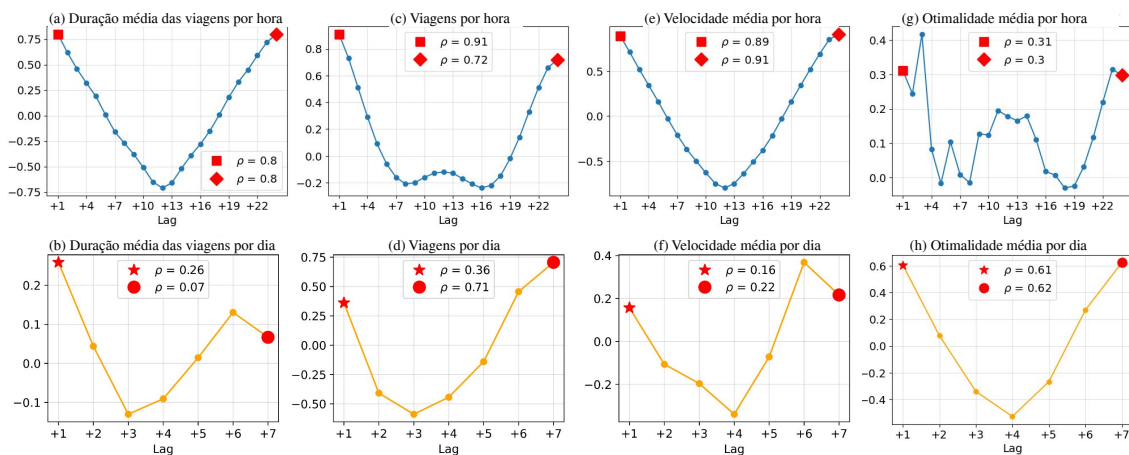 (a) Duração média das viagens por hora
0.75
0.50
0.25
0.00
−0.25
−0.50
−0.75
ρ = 0.8
ρ = 0.8
+1 +4 +7 +10 +13 +16 +19 +22
Lag
(c) Viagens por hora
0.8
0.6
0.4
0.2
0.0
−0.2
ρ = 0.91
ρ = 0.72
+1 +4 +7 +10 +13 +16 +19 +22
Lag
(e) Velocidade média por hora
0.5
0.0
−0.5
ρ = 0.89
ρ = 0.91
+1 +4 +7 +10 +13 +16 +19 +22
Lag
(g) Otimalidade média por hora
0.4
0.3
0.2
0.1
0.0
ρ = 0.31
ρ = 0.3
+1 +4 +7 +10 +13 +16 +19 +22
Lag
(b) Duração média das viagens por dia
0.2
0.1
0.0
−0.1
ρ = 0.26
ρ = 0.07
+1 +2 +3 +4 +5 +6 +7
Lag
(d) Viagens por dia
0.75
0.50
0.25
0.00
−0.25
−0.50
ρ = 0.36
ρ = 0.71
+1 +2 +3 +4 +5 +6 +7
Lag
(f) Velocidade média por dia
0.4
0.2
0.0
−0.2
ρ = 0.16
ρ = 0.22
+1 +2 +3 +4 +5 +6 +7
Lag
(h) Otimalidade média por dia
0.6
0.4
0.2
0.0
−0.2
−0.4
ρ = 0.61
ρ = 0.62
+1 +2 +3 +4 +5 +6 +7
Lag